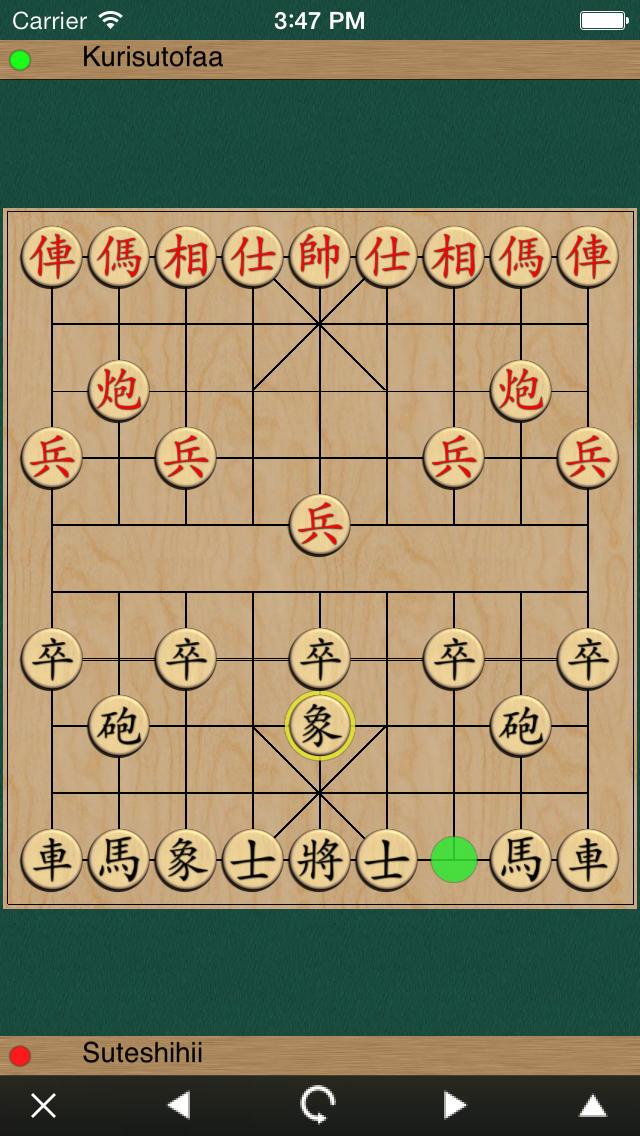 Carrier 3:47 PM
Kurisutofaa
俥傌相仕帥仕相傌俥
炮炮
兵兵兵兵
兵
卒卒卒卒卒
砲象砲
車馬象士將士馬車
Suteshihii